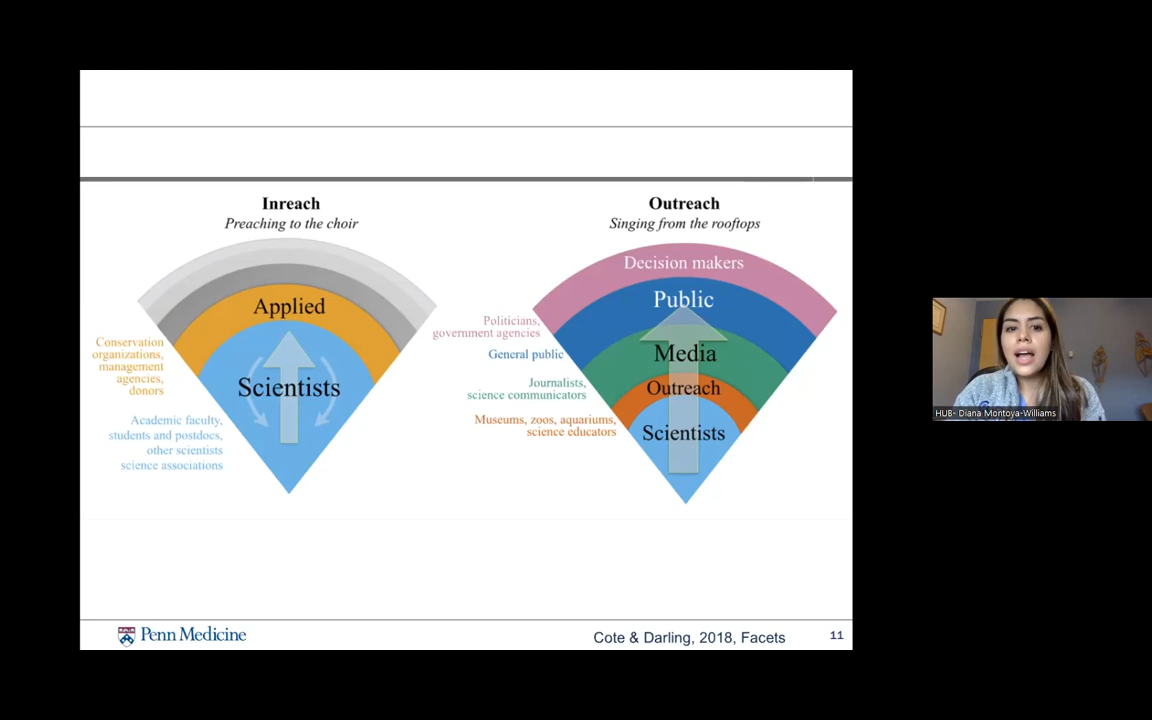 Inreach
Preaching to the choir
Applied
Scientists
Conservation
organizations,
management
agencies,
donors
Academic faculty,
students and postdocs,
other scientists
science associations
Outreach
Singing from the rooftops
Decision makers
Public
Media
Outreach
Scientists
Politicians,
government agencies
General public
Journalists,
science communicators
Museums, zoos, aquariums,
science educators
HUB- Diana Montoya-Williams
Penn Medicine
Cote & Darling, 2018, Facets
11